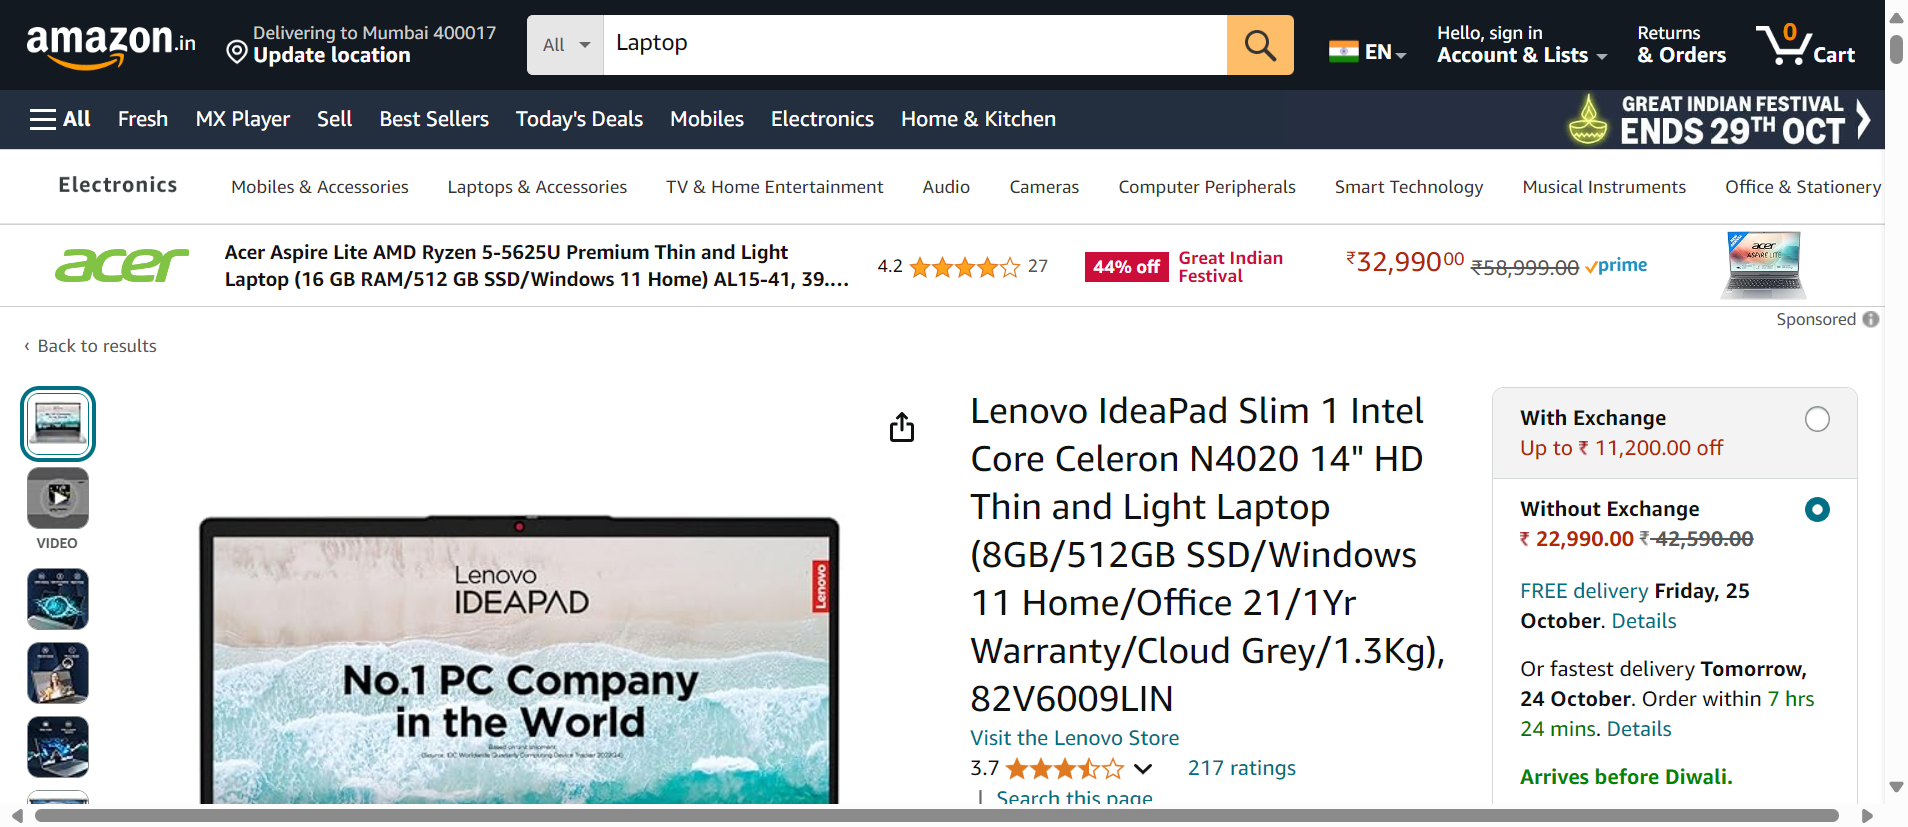 amazon.in
Delivering to Mumbai 400017
Update location
All
Laptop
EN
Hello, sign in
Account & Lists
Returns
& Orders
0
Cart
All
Fresh
MX Player
Sell
Best Sellers
Today's Deals
Mobiles
Electronics
Home & Kitchen
GREAT INDIAN FESTIVAL
ENDS 29TH OCT
Electronics
Mobiles & Accessories
Laptops & Accessories
TV & Home Entertainment
Audio
Cameras
Computer Peripherals
Smart Technology
Musical Instruments
Office & Stationery
acer
Acer Aspire Lite AMD Ryzen 5-5625U Premium Thin and Light
Laptop (16 GB RAM/512 GB SSD/Windows 11 Home) AL15-41, 39....
4.2
27
44% off
Great Indian
Festival
₹32,99000
₹58,999.00
prime
acer
ASPIRE LITE
Sponsored
‹ Back to results
VIDEO
Lenovo
IDEAPAD
Lenovo
No.1 PC Company
in the World
Lenovo IdeaPad Slim 1 Intel
Core Celeron N4020 14" HD
Thin and Light Laptop
(8GB/512GB SSD/Windows
11 Home/Office 21/1Yr
Warranty/Cloud Grey/1.3Kg),
82V6009LIN
Visit the Lenovo Store
3.7
217 ratings
| Search this page
With Exchange
Up to ₹ 11,200.00 off
Without Exchange
₹ 22,990.00 ₹ 42,590.00
FREE delivery Friday, 25
October. Details
Or fastest delivery Tomorrow,
24 October. Order within 7 hrs
24 mins. Details
Arrives before Diwali.